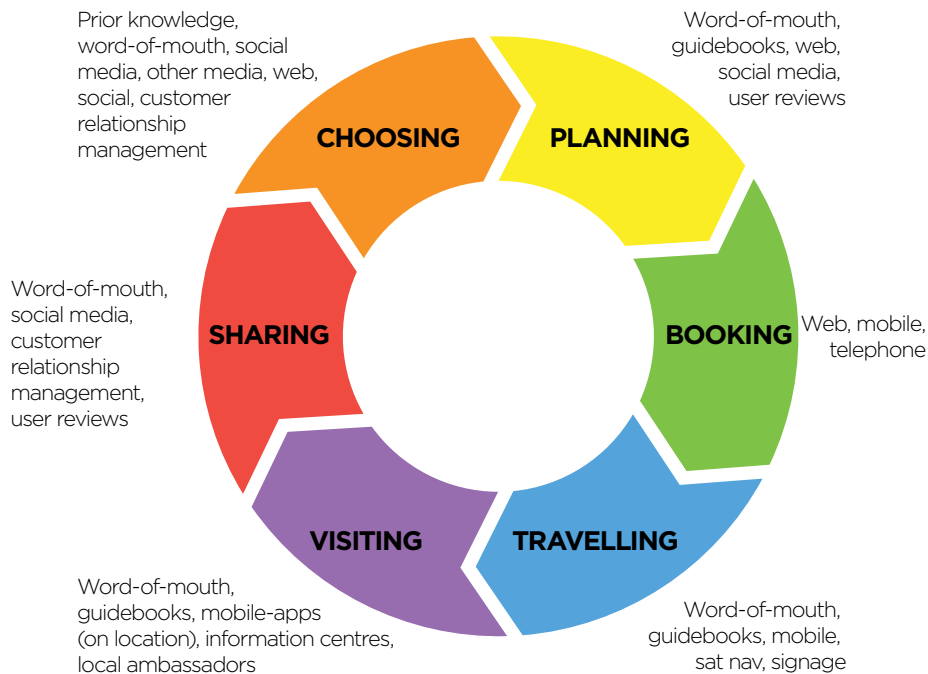 Prior knowledge,
word-of-mouth, social
media, other media, web,
social, customer
relationship
management
CHOOSING
Word-of-mouth,
guidebooks, web,
social media,
user reviews
PLANNING
BOOKING
Web, mobile,
telephone
TRAVELLING
Word-of-mouth,
guidebooks, mobile,
sat nav, signage
VISITING
Word-of-mouth,
guidebooks, mobile-apps
(on location), information centres,
local ambassadors
SHARING
Word-of-mouth,
social media,
customer
relationship
management,
user reviews